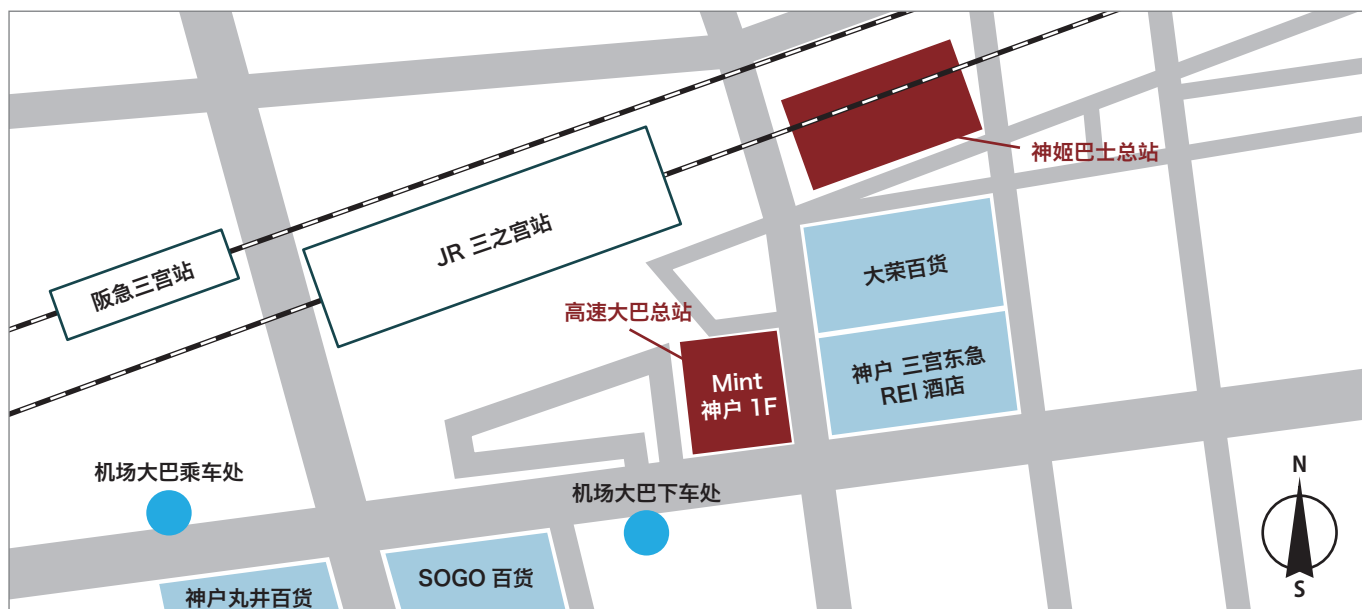 神姬巴士总站
JR 三之宫站
阪急三宫站
大荣百货
高速大巴总站
神户 三宫东急
REI 酒店
Mint
神户 1F
机场大巴乘车处
机场大巴下车处
N
S
SOGO 百货
神户丸井百货